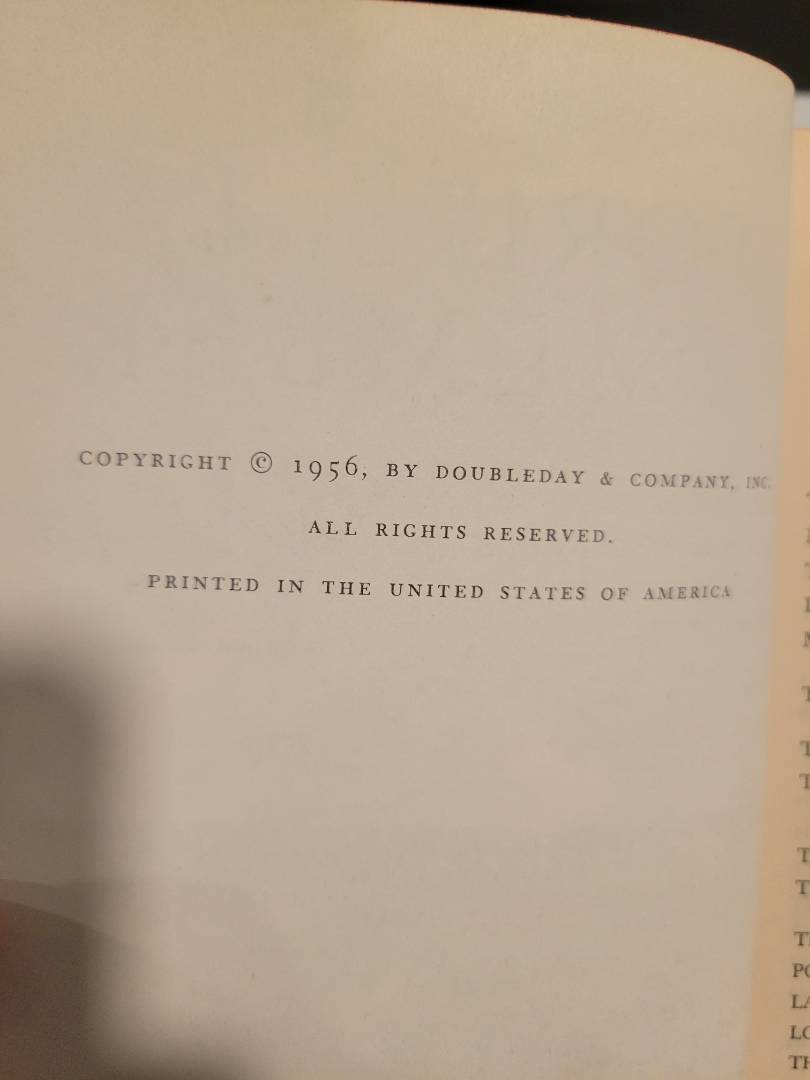 COPYRIGHT © 1956, BY DOUBLEDAY & COMPANY, INC.
ALL RIGHTS RESERVED.
PRINTED IN THE UNITED STATES OF AMERICA